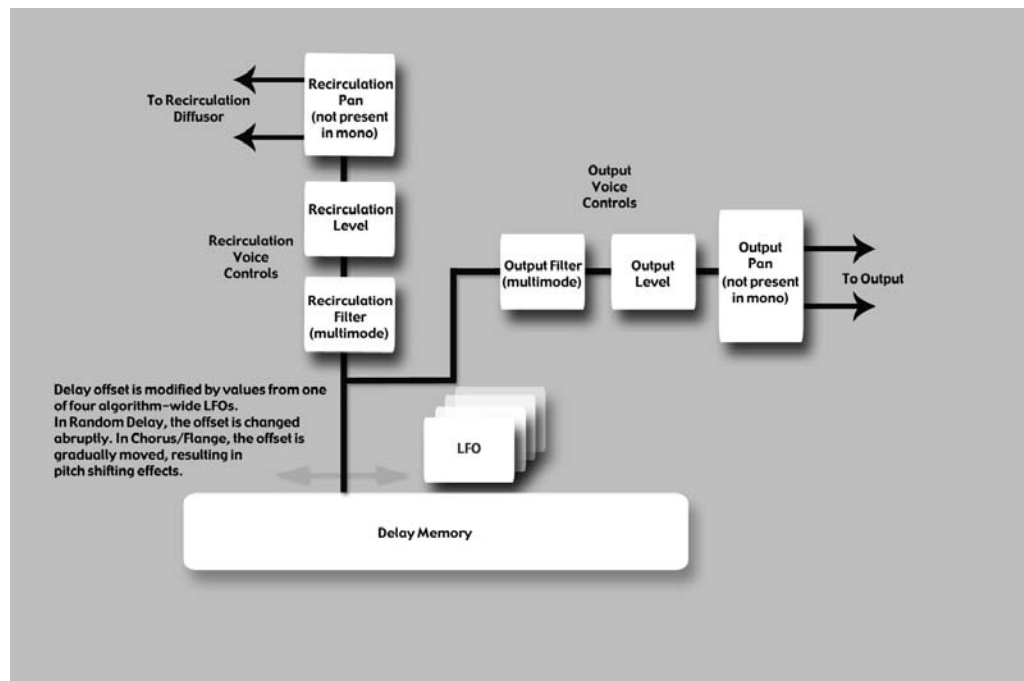 Recirculation
Pan
(not present
in mono)
To Recirculation
Diffusor
Recirculation
Level
Recirculation
Voice
Controls
Recirculation
Filter
(multimode)
Output
Voice
Controls
Output Filter
(multimode)
Output
Level
Output
Pan
(not present
in mono)
To Output
Delay offset is modified by values from one
of four algorithm-wide LFOs.
In Random Delay, the offset is changed
abruptly. In Chorus/Flange, the offset is
gradually moved, resulting in
pitch shifting effects.
LFO
Delay Memory